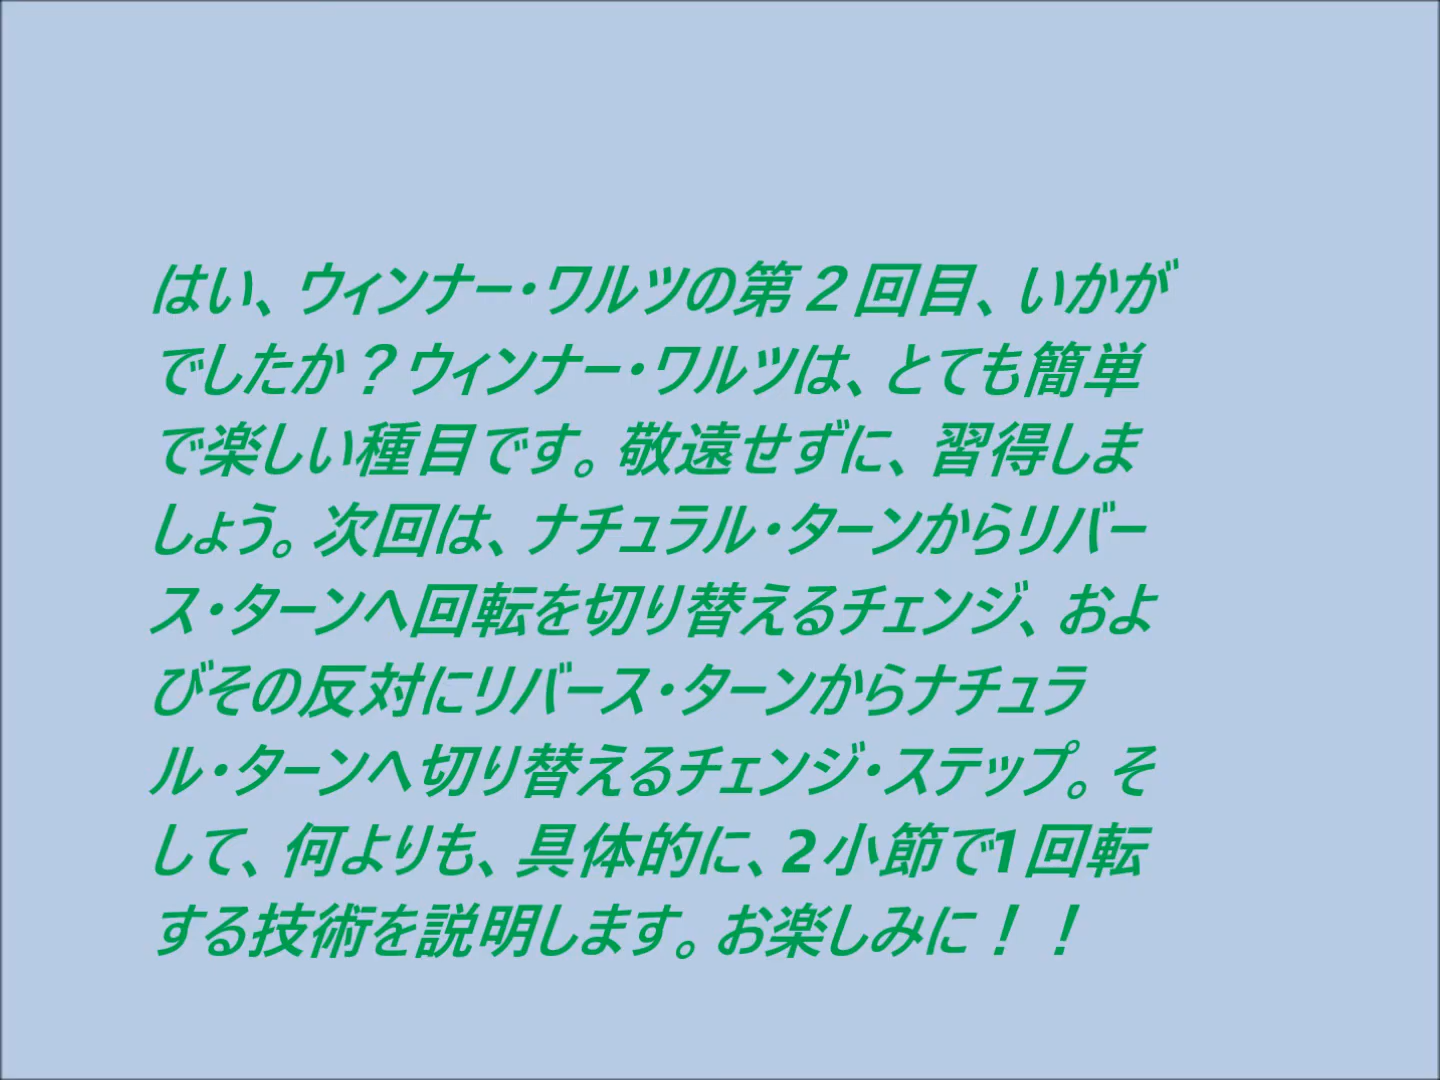 はい、ウィンナー・ワルツの第２回目、いかが
でしたか？ウィンナー・ワルツは、とても簡単
で楽しい種目です。敬遠せずに、習得しま
しょう。次回は、ナチュラル・ターンからリバー
ス・ターンへ回転を切り替えるチェンジ、およ
びその反対にリバース・ターンからナチュラ
ル・ターンへ切り替えるチェンジ・ステップ。そ
して、何よりも、具体的に、2小節で1回転
する技術を説明します。お楽しみに！！